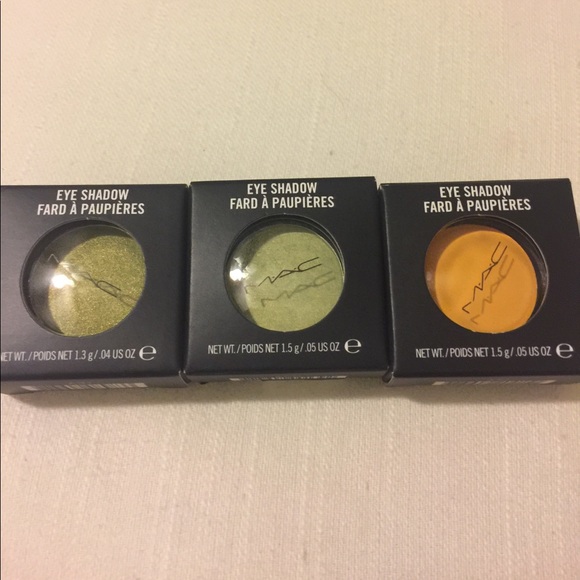 EYE SHADOW
FARD À PAUPIÈRES
MAC
NET WT. / POIDS NET 1.3 g / .04 US OZ e
EYE SHADOW
FARD À PAUPIÈRES
MAC
NET WT. / POIDS NET 1.5 g / .05 US OZ e
EYE SHADOW
FARD À PAUPIÈRES
MAC
NET WT. / POIDS NET 1.5 g / .05 US OZ e